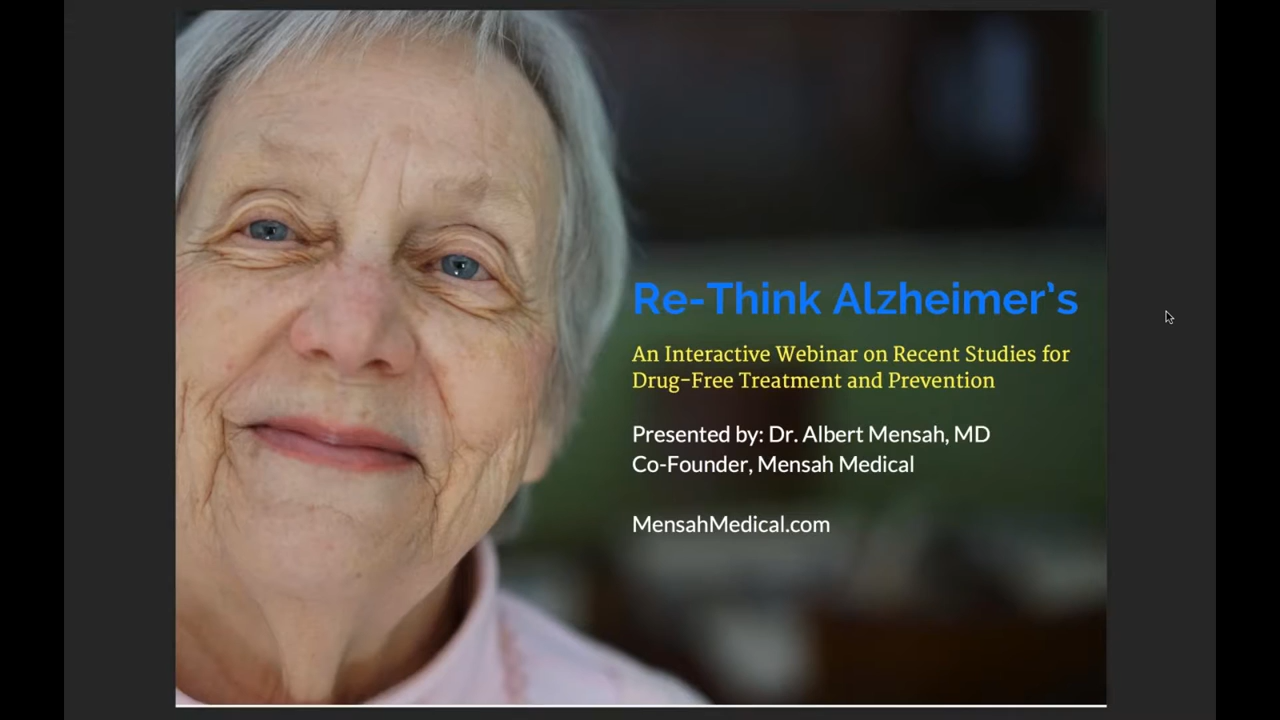 Re-Think Alzheimer's
An Interactive Webinar on Recent Studies for
Drug-Free Treatment and Prevention
Presented by: Dr. Albert Mensah, MD
Co-Founder, Mensah Medical
MensahMedical.com